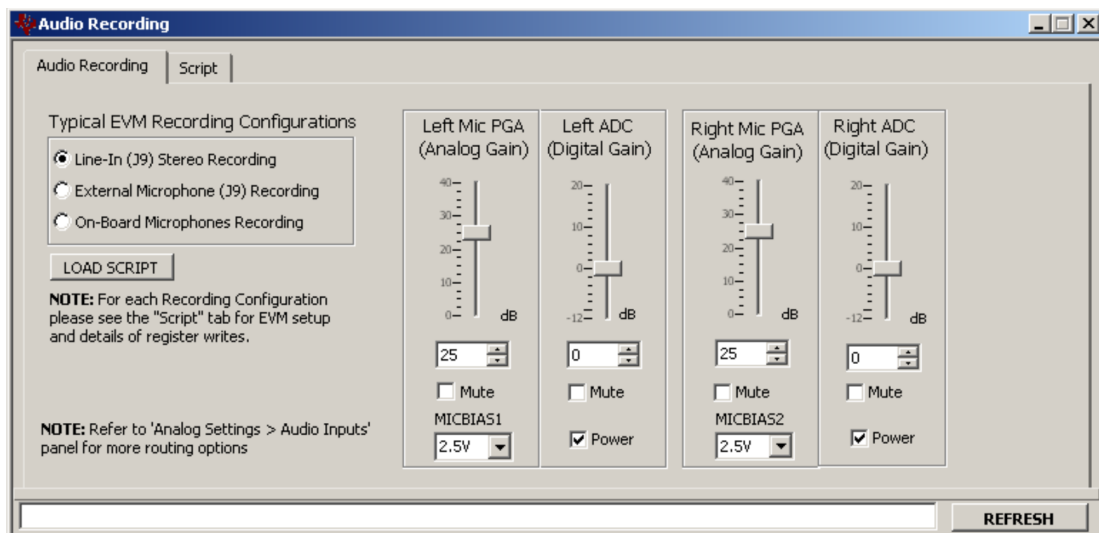 Audio Recording
Audio Recording
Script
Typical EVM Recording Configurations
Line-In (J9) Stereo Recording
External Microphone (J9) Recording
On-Board Microphones Recording
LOAD SCRIPT
NOTE: For each Recording Configuration
please see the "Script" tab for EVM setup
and details of register writes.
NOTE: Refer to 'Analog Settings > Audio Inputs'
panel for more routing options
Left Mic PGA
(Analog Gain)
40
30
20
10
0
dB
25
Mute
MICBIAS1
2.5V
Left ADC
(Digital Gain)
20
10
0
-12
dB
0
Mute
Power
Right Mic PGA
(Analog Gain)
40
30
20
10
0
dB
25
Mute
MICBIAS2
2.5V
Right ADC
(Digital Gain)
20
10
0
-12
dB
0
Mute
Power
REFRESH